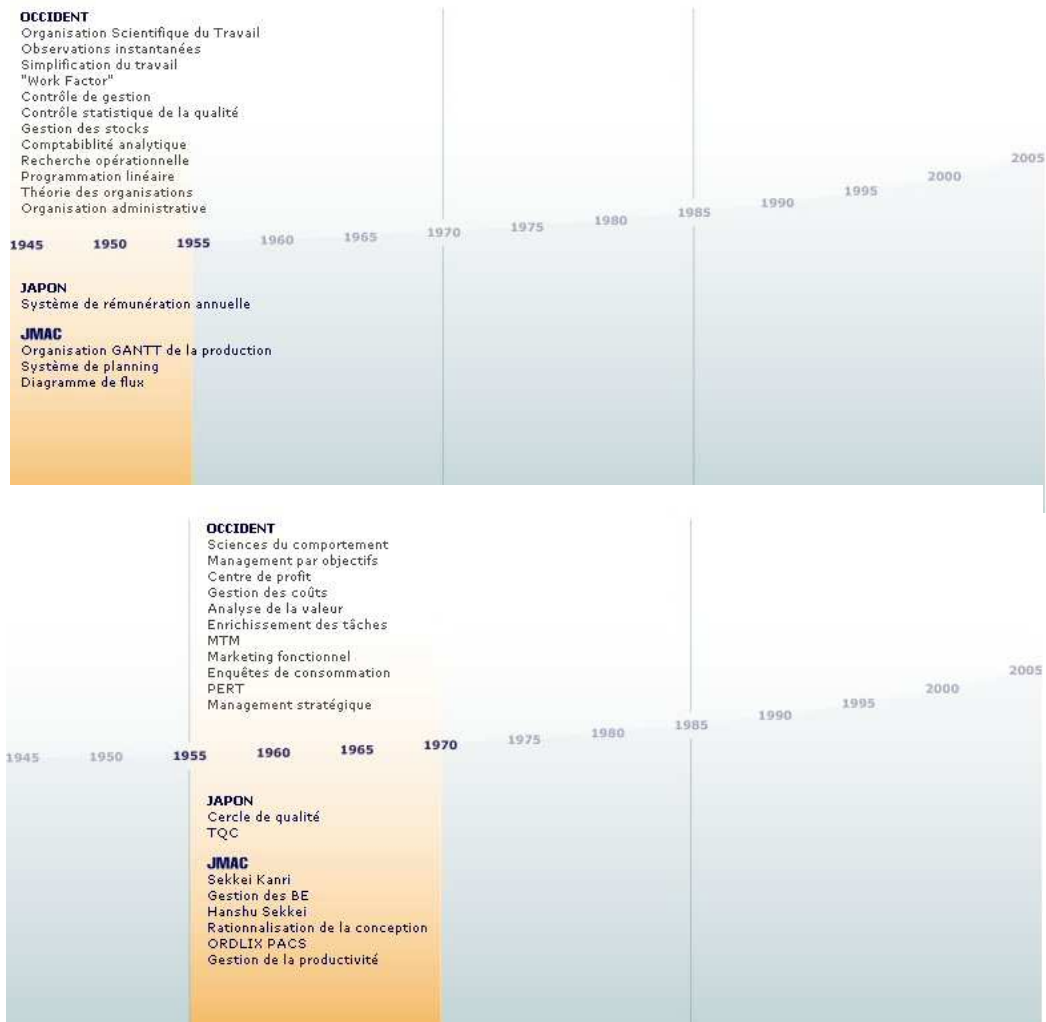 OCCIDENT
Organisation Scientifique du Travail
Observations instantanées
Simplification du travail
"Work Factor"
Contrôle de gestion
Contrôle statistique de la qualité
Gestion des stocks
Comptabiblité analytique
Recherche opérationnelle
Programmation linéaire
Théorie des organisations
Organisation administrative
1945 1950 1955 1960 1965 1970 1975 1980 1985 1990 1995 2000 2005
JAPON
Système de rémunération annuelle
JMAC
Organisation GANTT de la production
Système de planning
Diagramme de flux
OCCIDENT
Sciences du comportement
Management par objectifs
Centre de profit
Gestion des coûts
Analyse de la valeur
Enrichissement des tâches
MTM
Marketing fonctionnel
Enquêtes de consommation
PERT
Management stratégique
1945 1950 1955 1960 1965 1970 1975 1980 1985 1990 1995 2000 2005
JAPON
Cercle de qualité
TQC
JMAC
Sekkei Kanri
Gestion des BE
Hanshu Sekkei
Rationnalisation de la conception
ORDLIX PACS
Gestion de la productivité